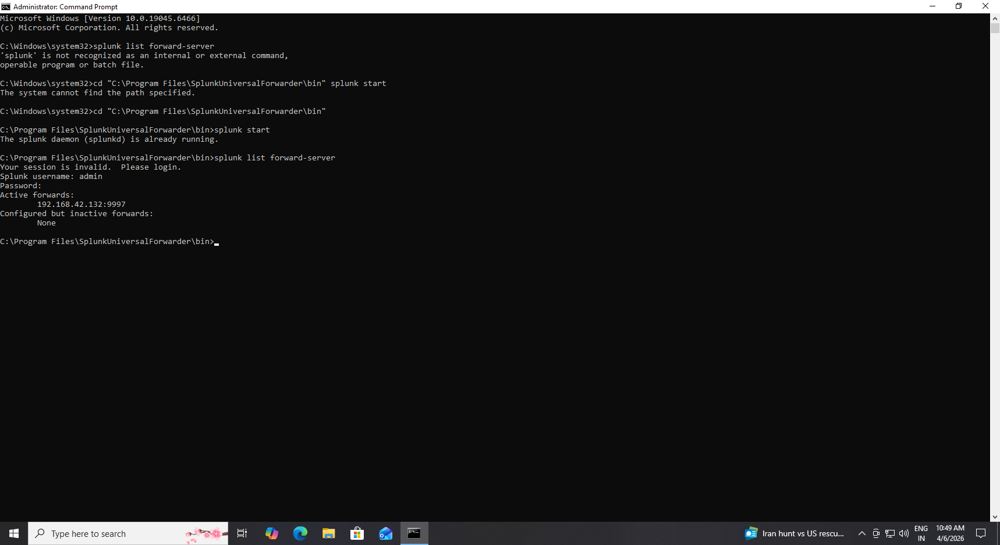 Administrator: Command Prompt
Microsoft Windows [Version 10.0.19045.6466]
(c) Microsoft Corporation. All rights reserved.
C:\Windows\system32>splunk list forward-server
'splunk' is not recognized as an internal or external command,
operable program or batch file.
C:\Windows\system32>cd "C:\Program Files\SplunkUniversalForwarder\bin" splunk start
The system cannot find the path specified.
C:\Windows\system32>cd "C:\Program Files\SplunkUniversalForwarder\bin"
C:\Program Files\SplunkUniversalForwarder\bin>splunk start
The splunk daemon (splunkd) is already running.
C:\Program Files\SplunkUniversalForwarder\bin>splunk list forward-server
Your session is invalid.  Please login.
Splunk username: admin
Password:
Active forwards:
        192.168.42.132:9997
Configured but inactive forwards:
        None
C:\Program Files\SplunkUniversalForwarder\bin>
Type here to search
Iran hunt vs US rescu...
ENG
IN
10:49 AM
4/6/2026